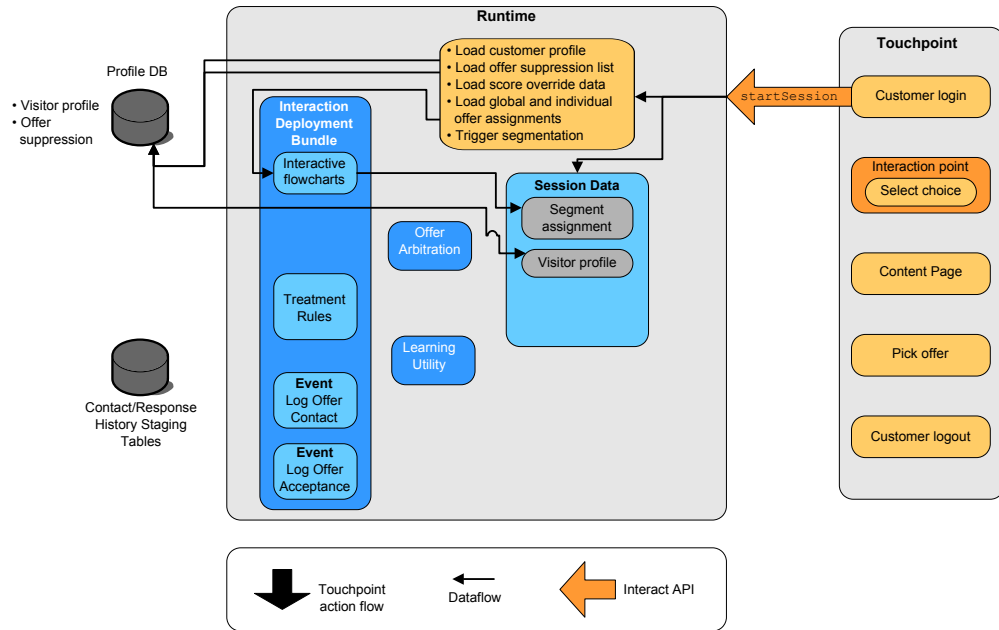 Runtime
Touchpoint
Profile DB
• Visitor profile
• Offer
suppression
• Load customer profile
• Load offer suppression list
• Load score override data
• Load global and individual
offer assignments
• Trigger segmentation
startSession
Customer login
Interaction
Deployment
Bundle
Interactive
flowcharts
Interaction point
Select choice
Session Data
Segment
assignment
Visitor profile
Offer
Arbitration
Content Page
Treatment
Rules
Learning
Utility
Pick offer
Contact/Response
History Staging
Tables
Event
Log Offer
Contact
Customer logout
Event
Log Offer
Acceptance
Touchpoint
action flow
Dataflow
Interact API